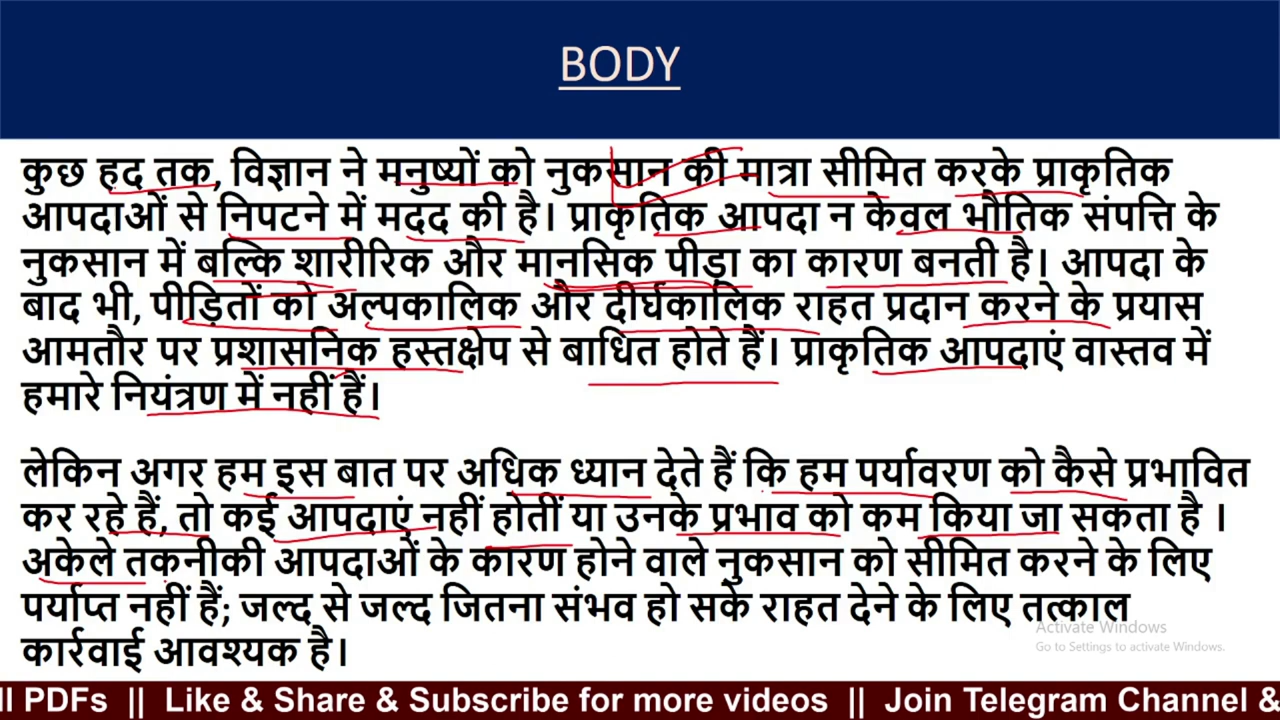 BODY
कुछ हद तक, विज्ञान ने मनुष्यों को नुकसान की मात्रा सीमित करके प्राकृतिक
आपदाओं से निपटने में मदद की है। प्राकृतिक आपदा न केवल भौतिक संपत्ति के
नुकसान में बल्कि शारीरिक और मानसिक पीड़ा का कारण बनती है। आपदा के
बाद भी, पीड़ितों को अल्पकालिक और दीर्घकालिक राहत प्रदान करने के प्रयास
आमतौर पर प्रशासनिक हस्तक्षेप से बाधित होते हैं। प्राकृतिक आपदाएं वास्तव में
हमारे नियंत्रण में नहीं हैं।
लेकिन अगर हम इस बात पर अधिक ध्यान देते हैं कि हम पर्यावरण को कैसे प्रभावित
कर रहे हैं, तो कई आपदाएं नहीं होतीं या उनके प्रभाव को कम किया जा सकता है ।
अकेले तकनीकी आपदाओं के कारण होने वाले नुकसान को सीमित करने के लिए
पर्याप्त नहीं हैं; जल्द से जल्द जितना संभव हो सके राहत देने के लिए तत्काल
कार्रवाई आवश्यक है।
Activate Windows
Go to Settings to activate Windows.
ll PDFs || Like & Share & Subscribe for more videos || Join Telegram Channel &